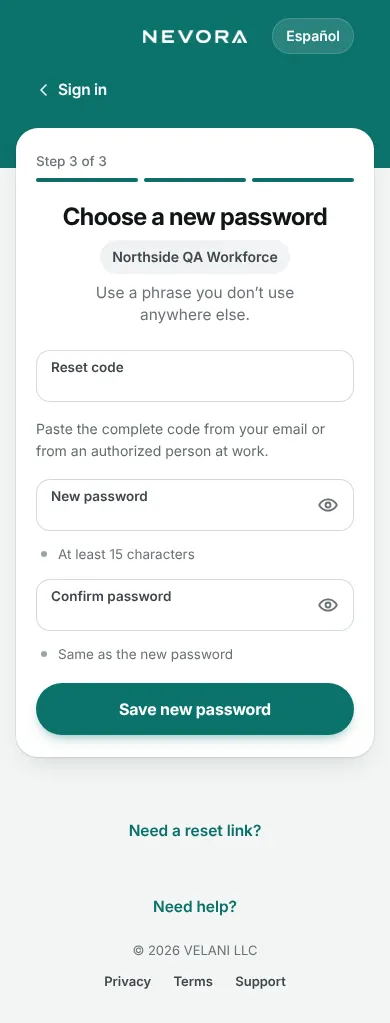 NEVORA
Español
Sign in
Step 3 of 3
Choose a new password
Northside QA Workforce
Use a phrase you don’t use
anywhere else.
Reset code
Paste the complete code from your email or
from an authorized person at work.
New password
At least 15 characters
Confirm password
Same as the new password
Save new password
Need a reset link?
Need help?
© 2026 VELANI LLC
Privacy Terms Support